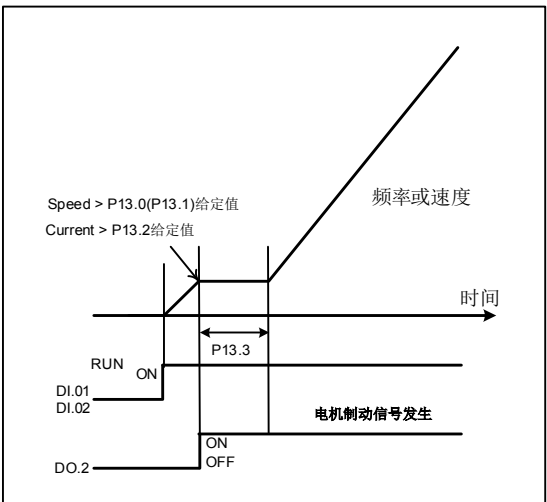 Speed > P13.0(P13.1)给定值
Current > P13.2给定值
频率或速度
时间
P13.3
RUN
ON
DI.01
DI.02
电机制动信号发生
ON
OFF
DO.2